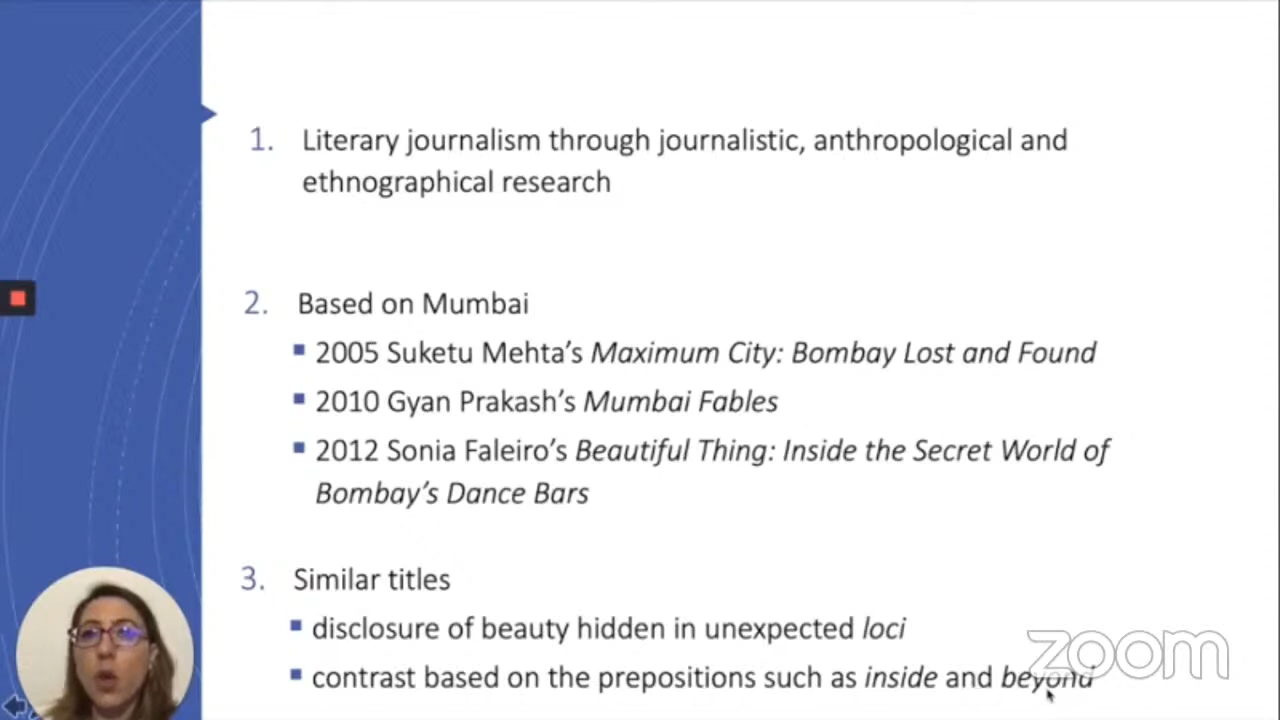 1. Literary journalism through journalistic, anthropological and
ethnographical research
2. Based on Mumbai
▪ 2005 Suketu Mehta’s Maximum City: Bombay Lost and Found
▪ 2010 Gyan Prakash’s Mumbai Fables
▪ 2012 Sonia Faleiro’s Beautiful Thing: Inside the Secret World of
Bombay’s Dance Bars
3. Similar titles
▪ disclosure of beauty hidden in unexpected loci
▪ contrast based on the prepositions such as inside and beyond
zoom